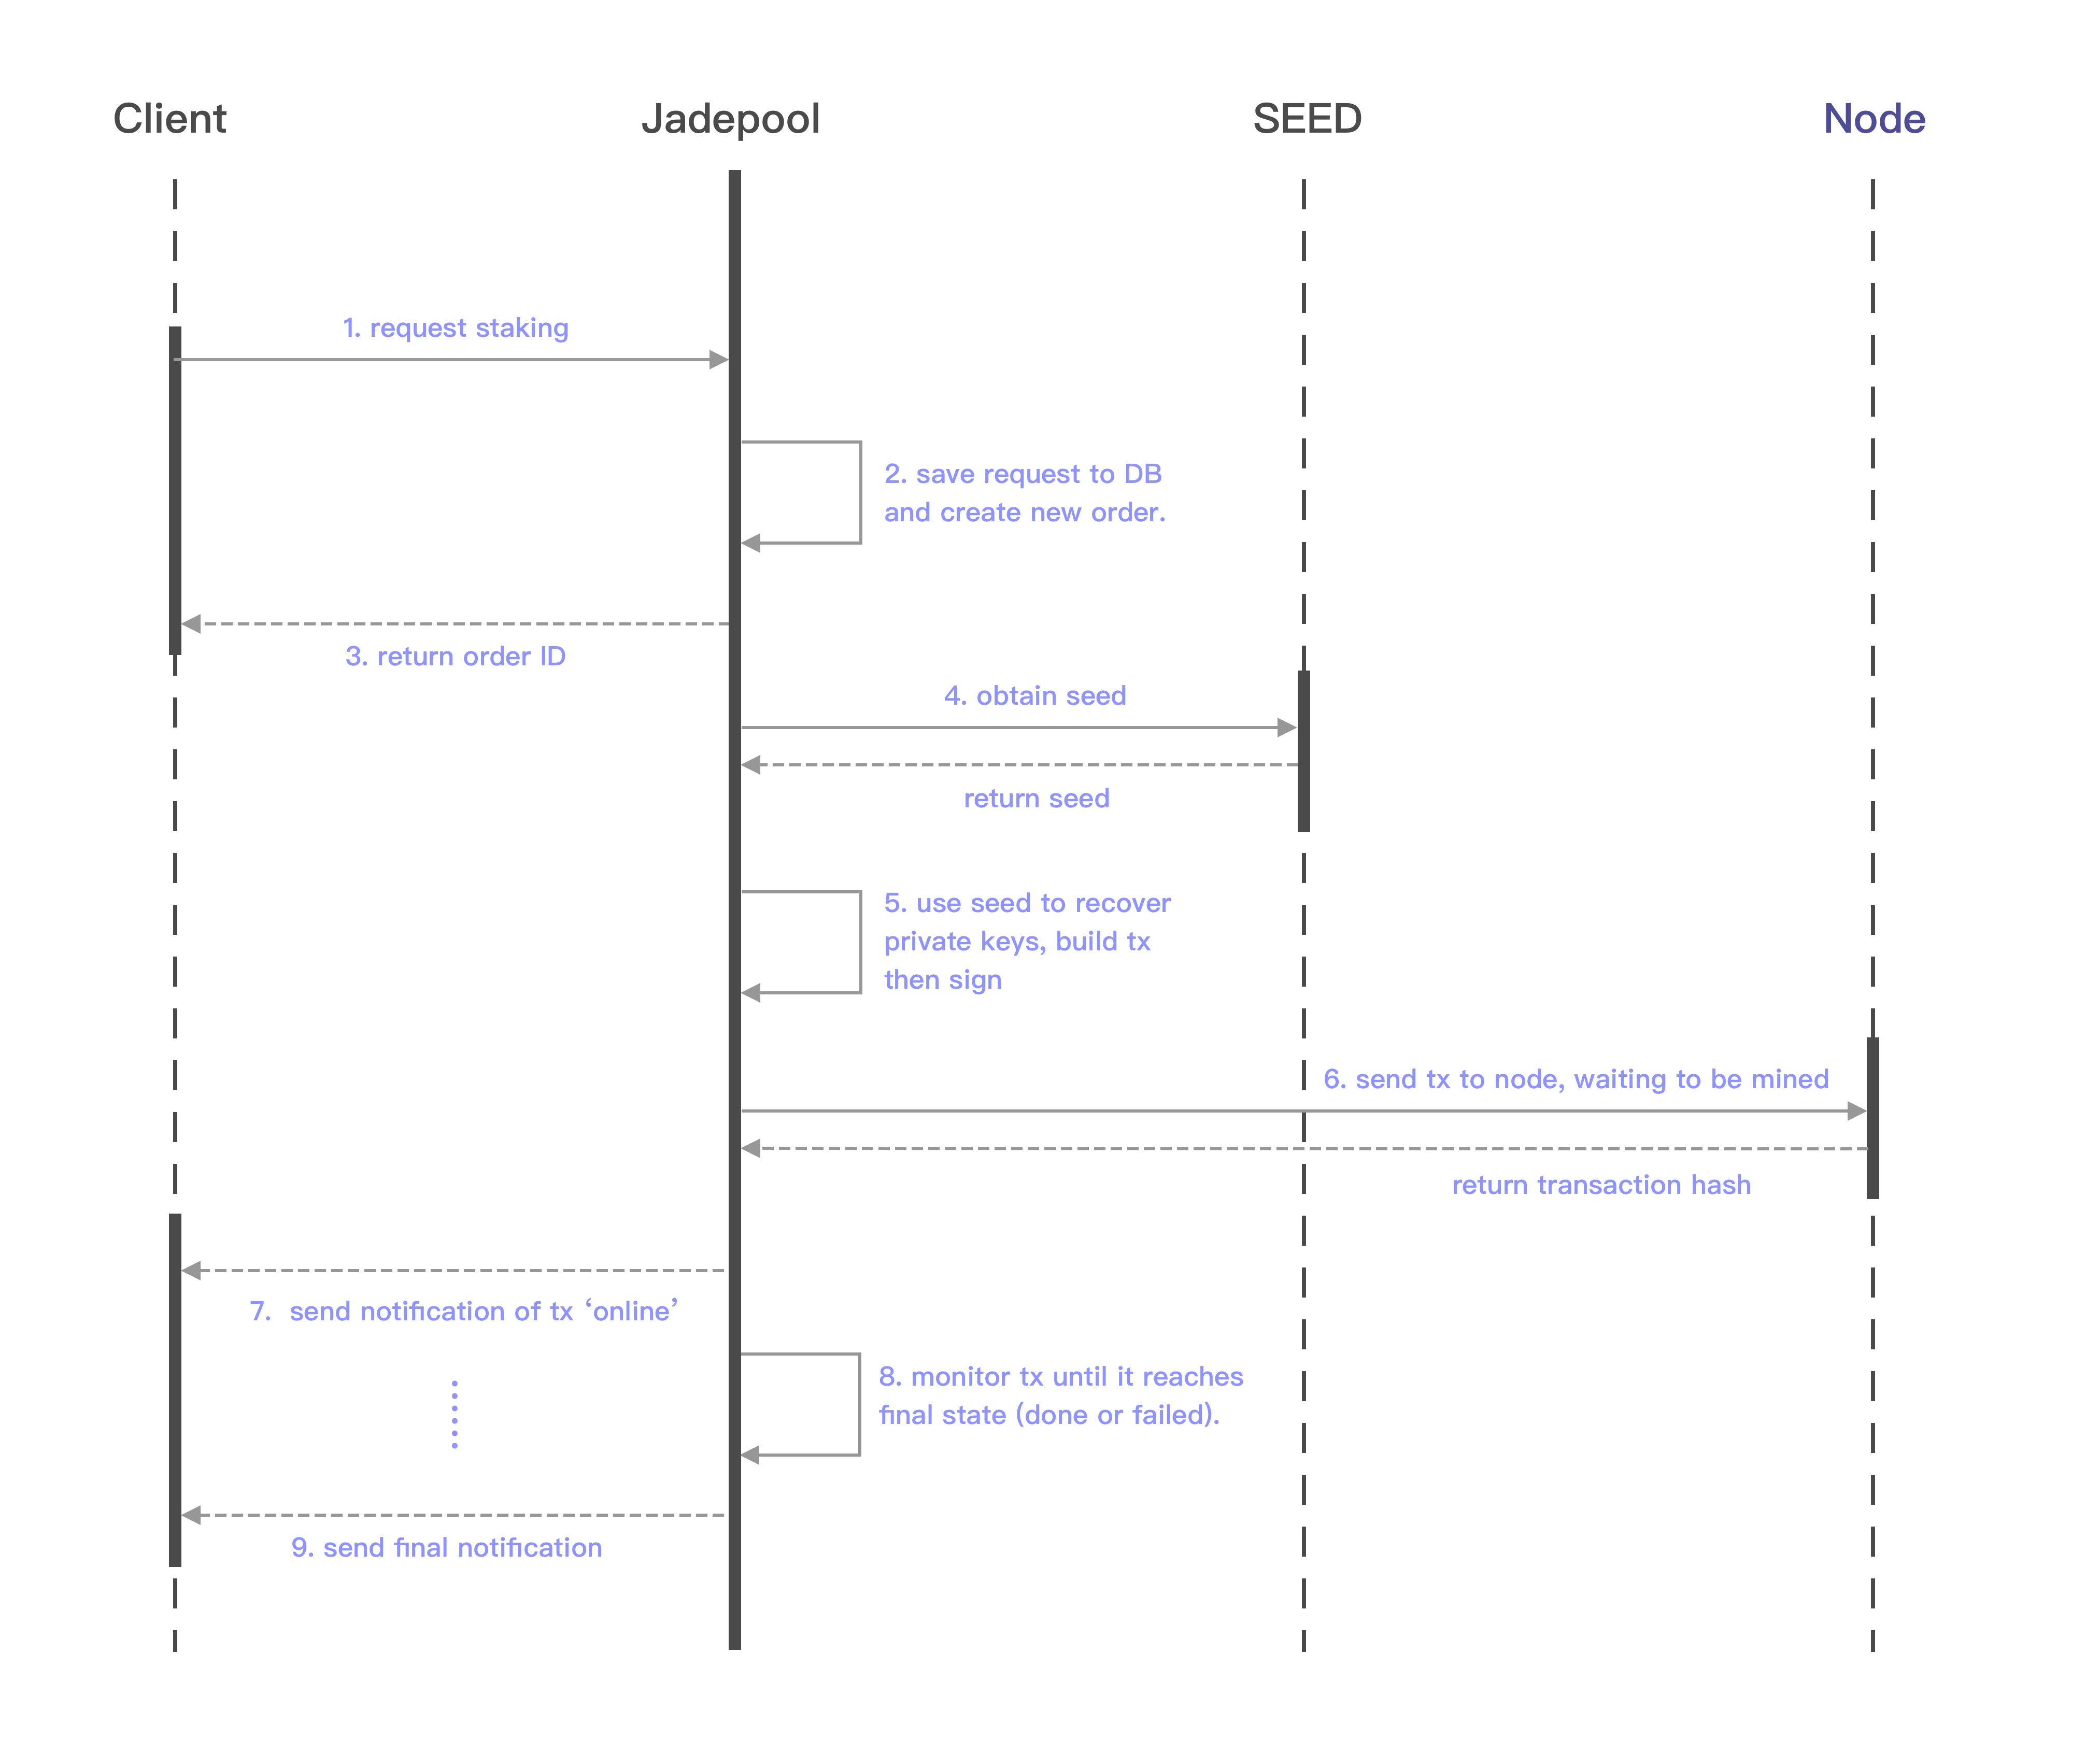 Client
Jadepool
SEED
Node
1. request staking
2. save request to DB
and create new order.
3. return order ID
4. obtain seed
return seed
5. use seed to recover
private keys, build tx
then sign
6. send tx to node, waiting to be mined
return transaction hash
7.  send notification of tx ‘online’
8. monitor tx until it reaches
final state (done or failed).
9. send final notification